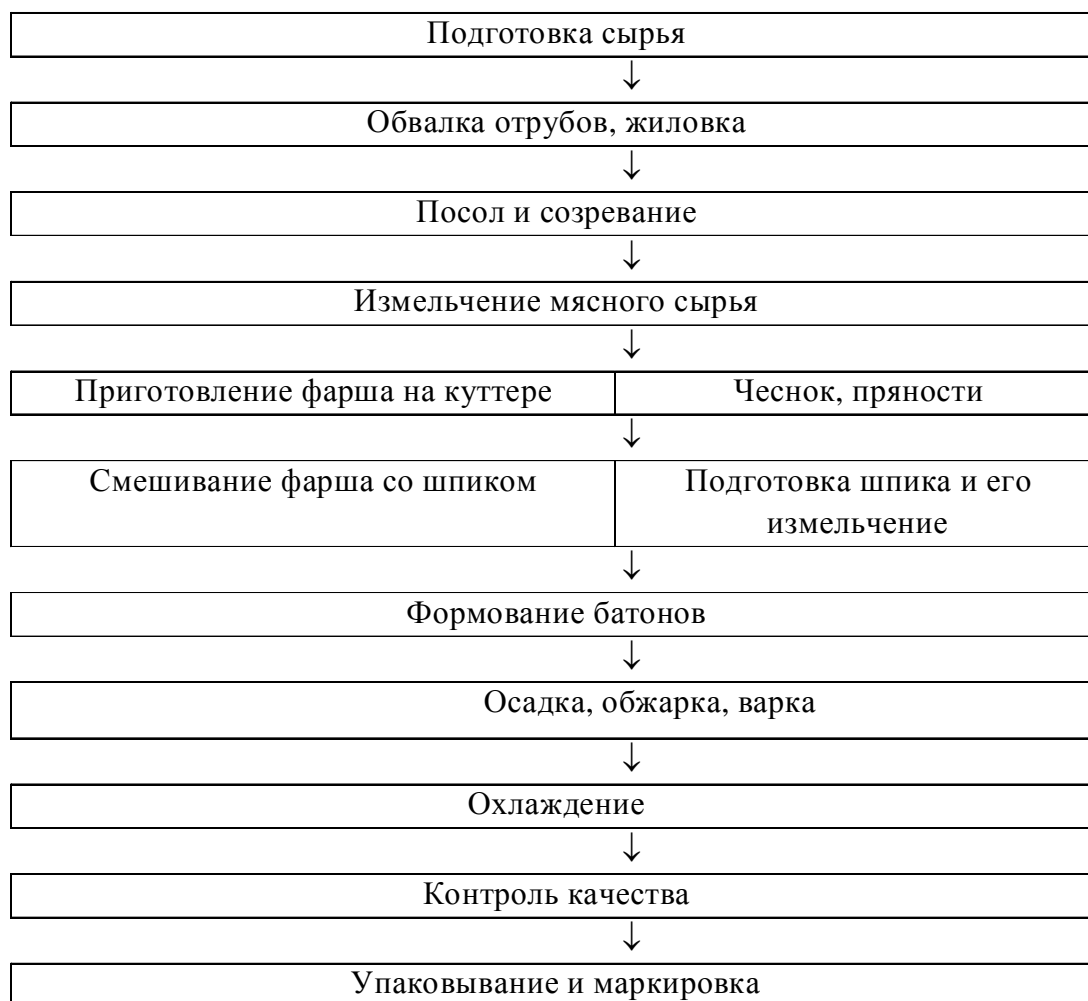 Подготовка сырья
↓
Обвалка отрубов, жиловка
↓
Посол и созревание
↓
Измельчение мясного сырья
↓
Приготовление фарша на куттере
Чеснок, пряности
↓
Смешивание фарша со шпиком
Подготовка шпика и его
измельчение
↓
Формование батонов
↓
Осадка, обжарка, варка
↓
Охлаждение
↓
Контроль качества
↓
Упаковывание и маркировка